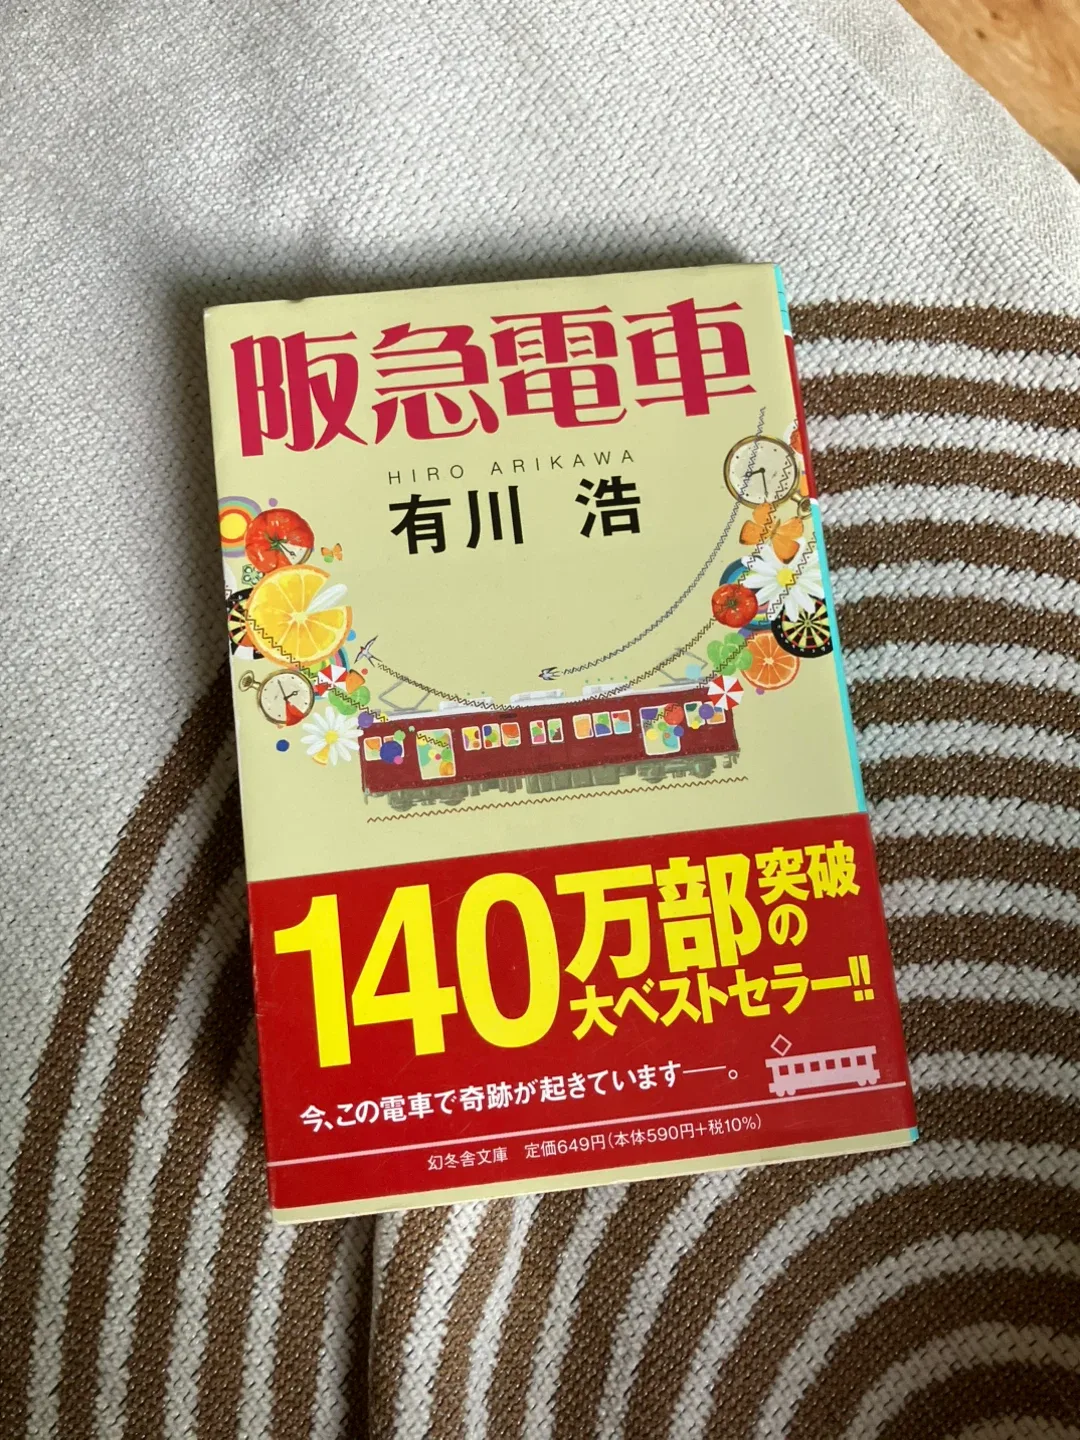 阪急電車
HIRO ARIKAWA
有川 浩
140万部突破の
大ベストセラー!!
今、この電車で奇跡が起きています――。
幻冬舎文庫 定価649円(本体590円+税10%)